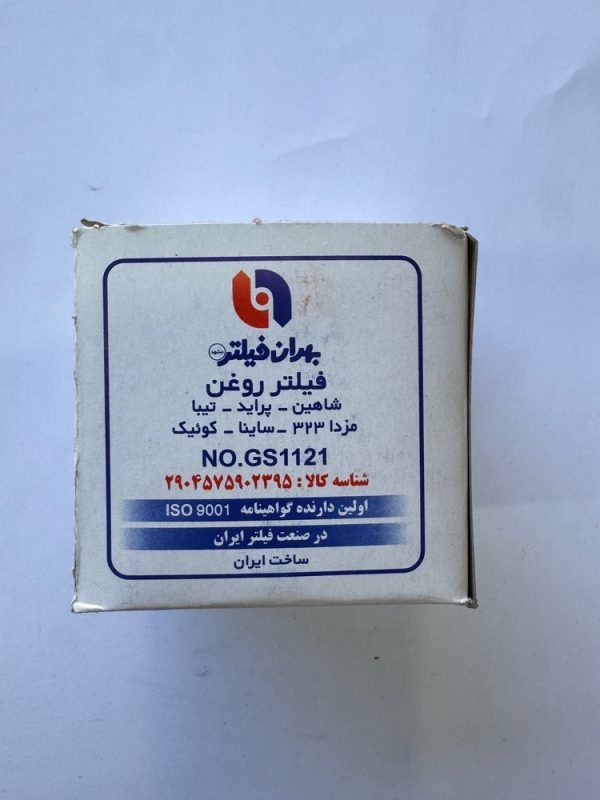 بهران فیلتر مشهد
فیلتر روغن
شاهین - پراید - تیبا
مزدا ۳۲۳ - ساینا - کوئیک
NO.GS1121
شناسه کالا : ۲۹۰۴۵۷۵۹۰۲۳۹۵
اولین دارنده گواهینامه ISO 9001
در صنعت فیلتر ایران
ساخت ایران